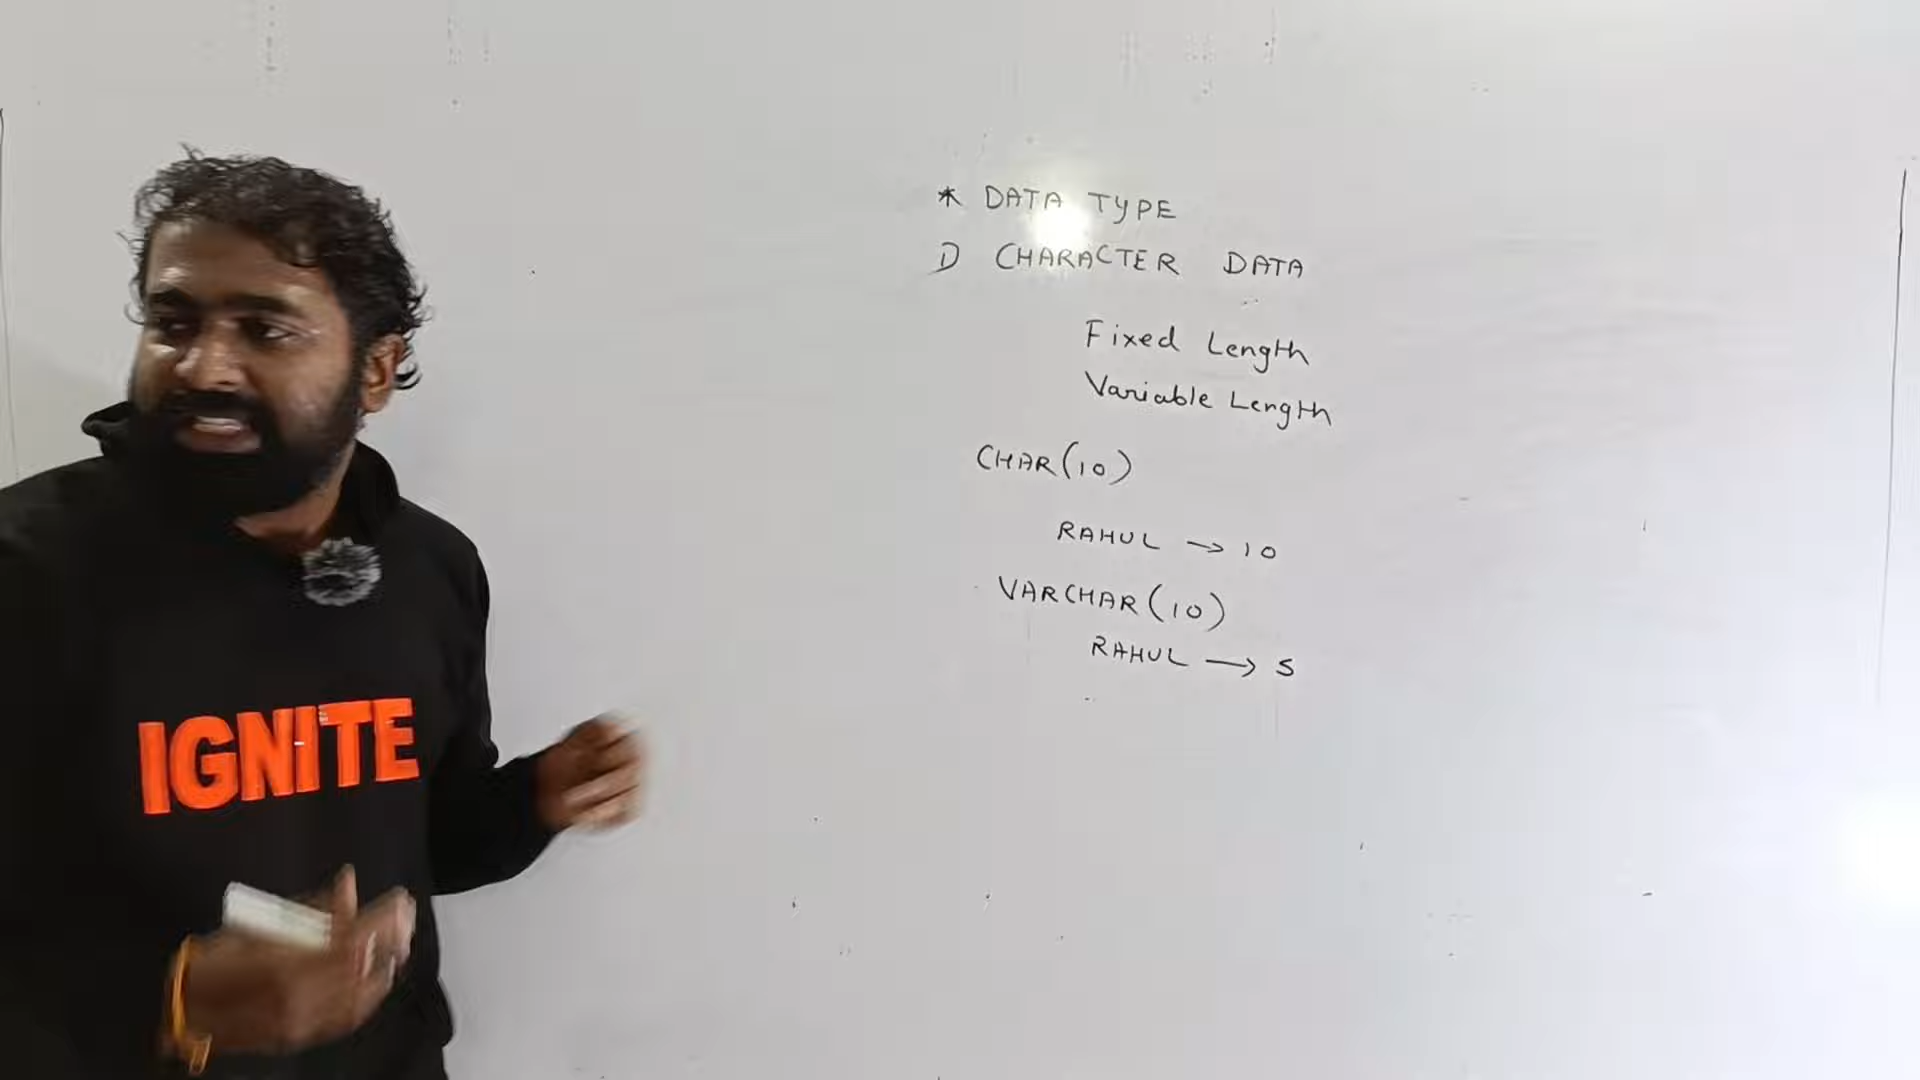 * DATA TYPE
1) CHARACTER DATA
Fixed Length
Variable Length
CHAR(10)
RAHUL → 10
VARCHAR(10)
RAHUL → 5
IGNITE